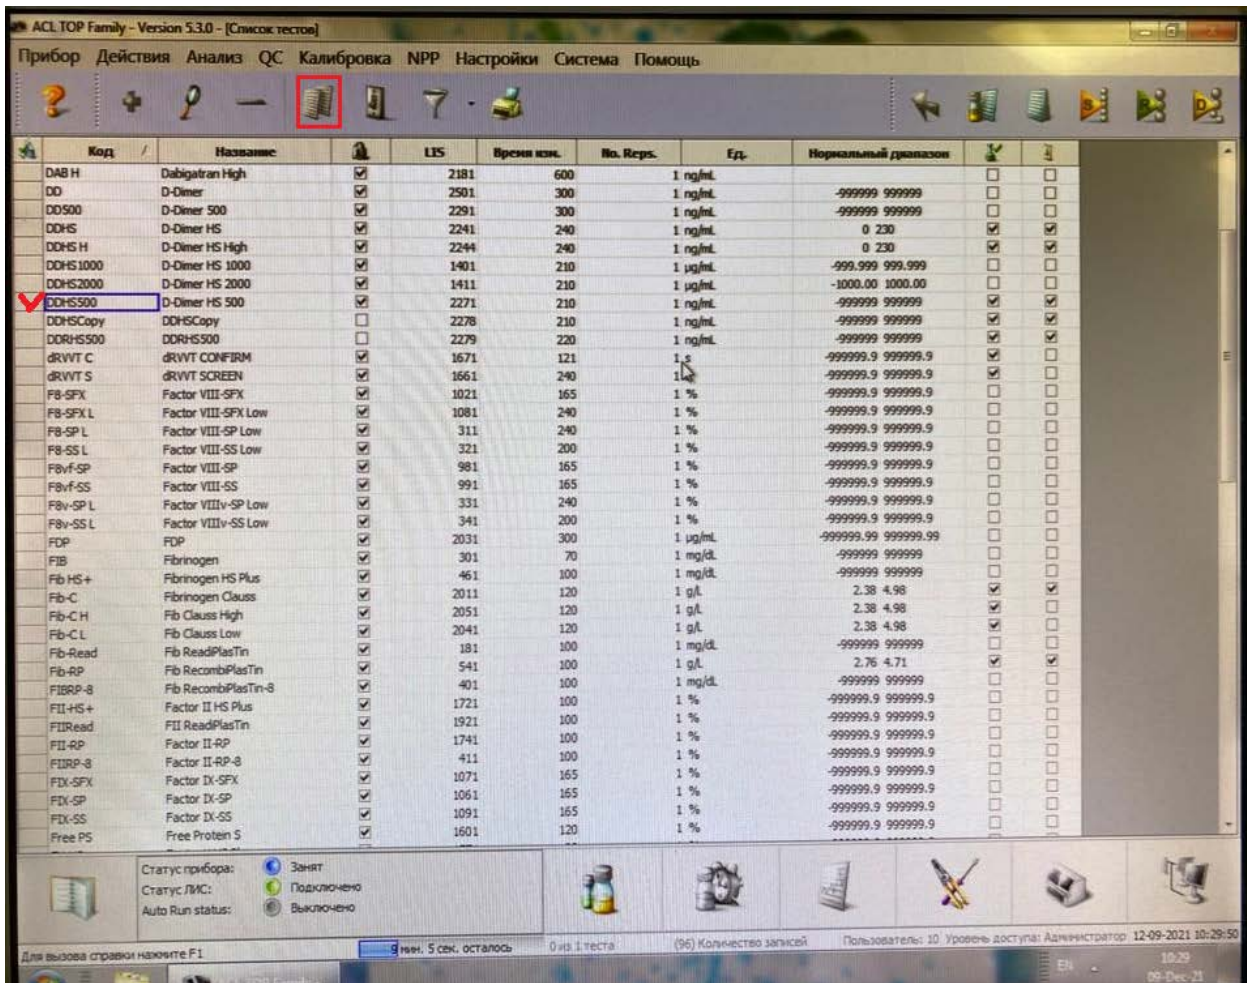 ACL TOP Family - Version 5.3.0 - [Список тестов]
Прибор Действия Анализ QC Калибровка NPP Настройки Система Помощь
Код Название LIS Время изм. No. Reps. Ед. Нормальный диапазон
DAB H Dabigatran High 2181 600 1 ng/mL
DD D-Dimer 2501 300 1 ng/mL -999999 999999
DD500 D-Dimer 500 2291 300 1 ng/mL -999999 999999
DDHS D-Dimer HS 2241 240 1 ng/mL 0 230
DDHS H D-Dimer HS High 2244 240 1 ng/mL 0 230
DDHS1000 D-Dimer HS 1000 1401 210 1 µg/mL -999.999 999.999
DDHS2000 D-Dimer HS 2000 1411 210 1 µg/mL -1000.00 1000.00
DDHS500 D-Dimer HS 500 2271 210 1 ng/mL -999999 999999
DDHSCopy DDHSCopy 2278 210 1 ng/mL -999999 999999
DDRHS500 DDRHS500 2279 220 1 ng/mL -999999 999999
dRVVT C dRVVT CONFIRM 1671 121 1 s -999999.9 999999.9
dRVVT S dRVVT SCREEN 1661 240 1 -999999.9 999999.9
F8-SFX Factor VIII-SFX 1021 165 1 % -999999.9 999999.9
F8-SFX L Factor VIII-SFX Low 1081 240 1 % -999999.9 999999.9
F8-SP L Factor VIII-SP Low 311 240 1 % -999999.9 999999.9
F8-SS L Factor VIII-SS Low 321 200 1 % -999999.9 999999.9
F8vf-SP Factor VIII-SP 981 165 1 % -999999.9 999999.9
F8vf-SS Factor VIII-SS 991 165 1 % -999999.9 999999.9
F8v-SP L Factor VIIIv-SP Low 331 240 1 % -999999.9 999999.9
F8v-SS L Factor VIIIv-SS Low 341 200 1 % -999999.9 999999.9
FDP FDP 2031 300 1 µg/mL -999999.99 999999.99
FIB Fibrinogen 301 70 1 mg/dL -999999 999999
Fib HS+ Fibrinogen HS Plus 461 100 1 mg/dL -999999 999999
Fib-C Fibrinogen Clauss 2011 120 1 g/L 2.38 4.98
Fib-C H Fib Clauss High 2051 120 1 g/L 2.38 4.98
Fib-C L Fib Clauss Low 2041 120 1 g/L 2.38 4.98
Fib-Read Fib ReadiPlasTin 181 100 1 mg/dL -999999 999999
Fib-RP Fib RecombiPlasTin 541 100 1 g/L 2.76 4.71
FIBRP-8 Fib RecombiPlasTin-8 401 100 1 mg/dL -999999 999999
FII-HS+ Factor II HS Plus 1721 100 1 % -999999.9 999999.9
FIIRead FII ReadiPlasTin 1921 100 1 % -999999.9 999999.9
FII-RP Factor II-RP 1741 100 1 % -999999.9 999999.9
FIIRP-8 Factor II-RP-8 411 100 1 % -999999.9 999999.9
FIX-SFX Factor IX-SFX 1071 165 1 % -999999.9 999999.9
FIX-SP Factor IX-SP 1061 165 1 % -999999.9 999999.9
FIX-SS Factor IX-SS 1091 165 1 % -999999.9 999999.9
Free PS Free Protein S 1601 120 1 % -999999.9 999999.9
Статус прибора: Занят
Статус ЛИС: Подключено
Auto Run status: Выключено
Для вызова справки нажмите F1 9 мин. 5 сек. осталось 0 из 1 теста (96) Количество записей Пользователь: 10 Уровень доступа: Администратор 12-09-2021 10:29:50
ACL TOP Family EN 10:29
09-Dec-21